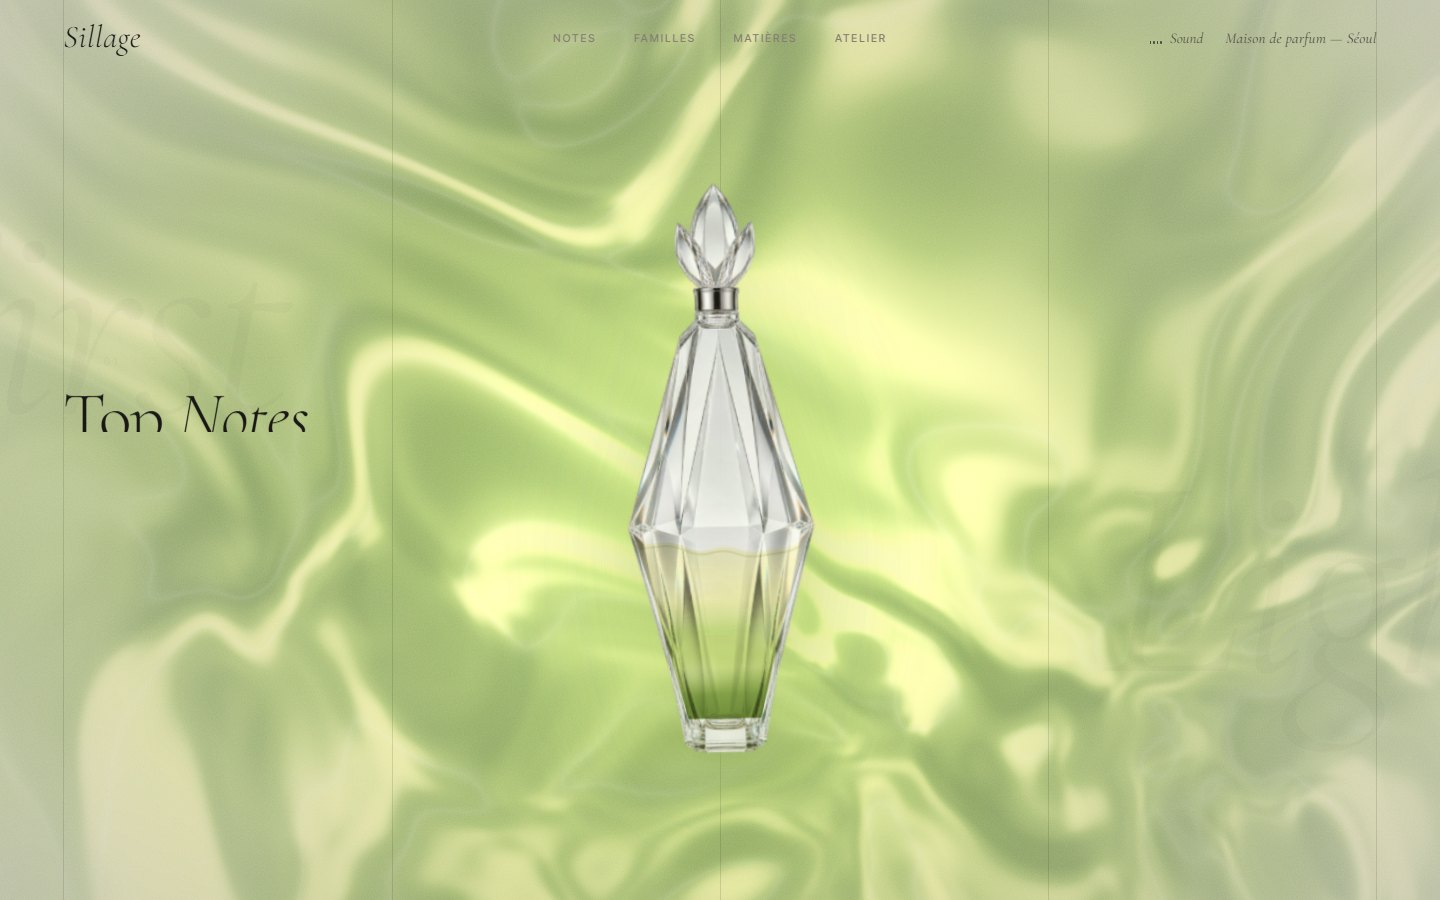 Sillage
NOTES FAMILLES MATIÈRES ATELIER
Sound Maison de parfum — Séoul
Top Notes